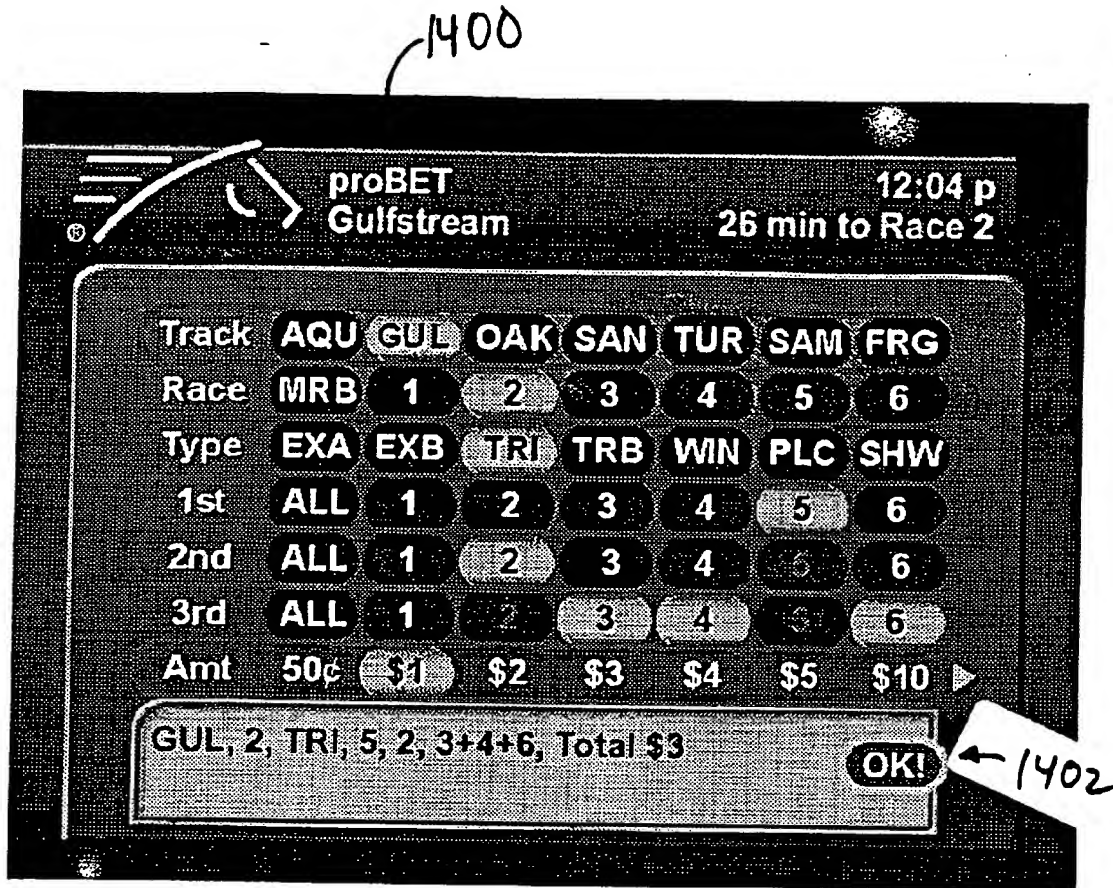 1400
proBET
12:04 p
Gulfstream
26 min to Race 2
®
Track AQU GUL OAK SAN TUR SAM FRG
Race MRB 1 2 3 4 5 6
Type EXA EXB TRI TRB WIN PLC SHW
1st ALL 1 2 3 4 5 6
2nd ALL 1 2 3 4 5 6
3rd ALL 1 2 3 4 5 6
Amt 50¢ $1 $2 $3 $4 $5 $10
GUL, 2, TRI, 5, 2, 3+4+6, Total $3
OK!
1402